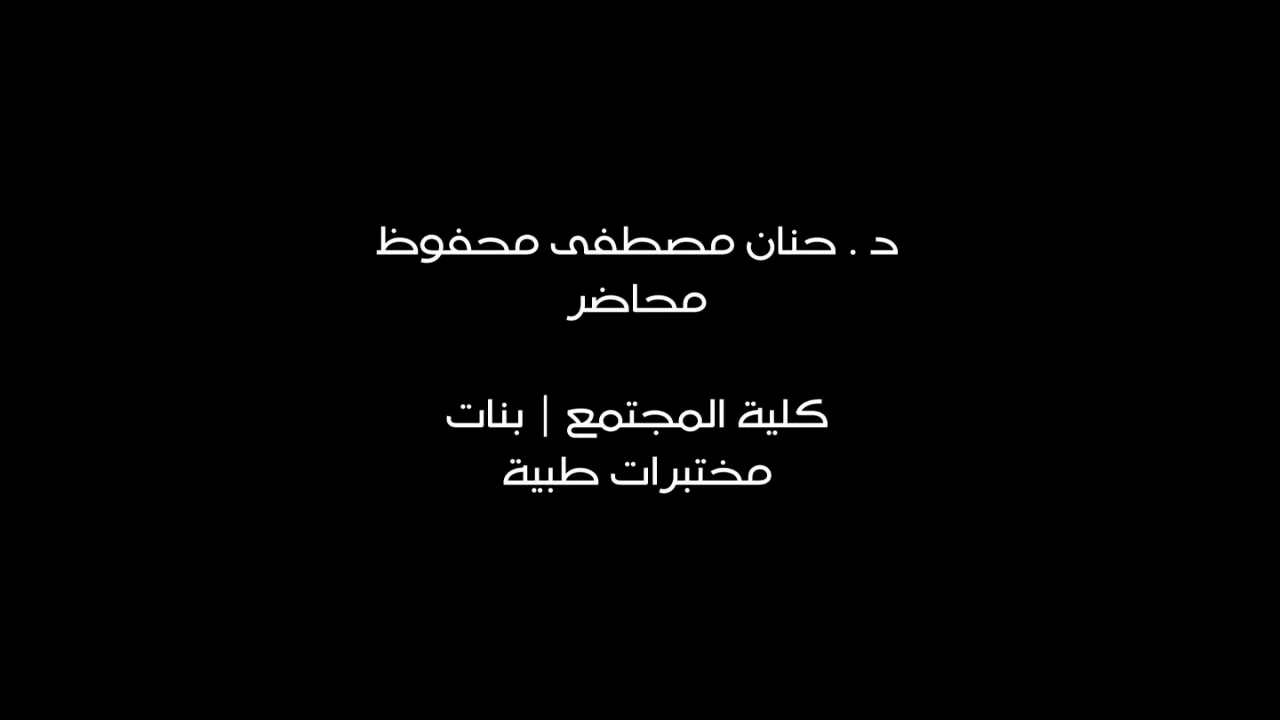 د . حنان مصطفى محفوظ
محاضر
كلية المجتمع | بنات
مختبرات طبية